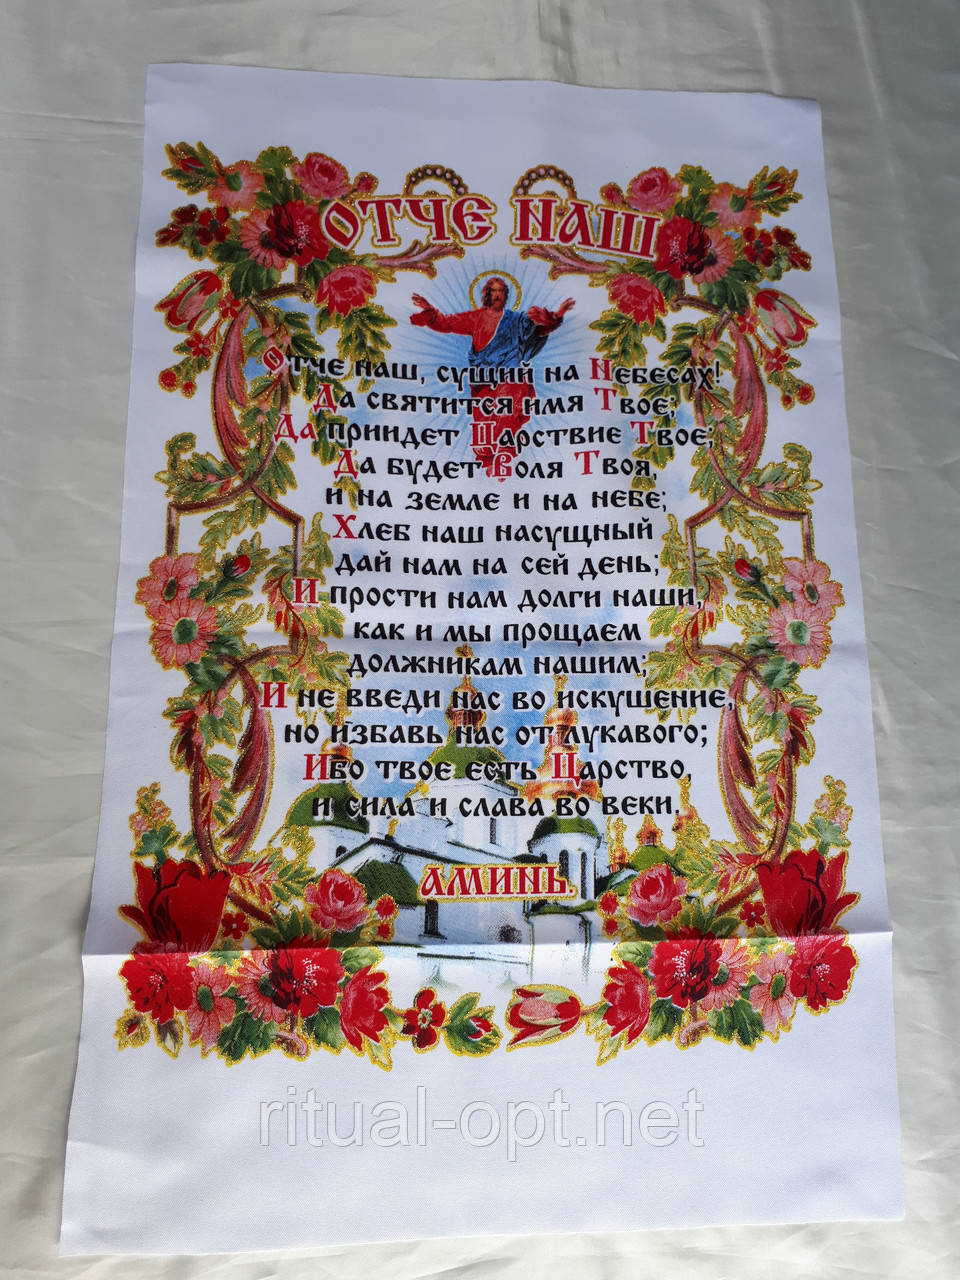 ОТЧЕ НАШ
Отче наш, сущий на Небесах!
Да святится имя Твое;
Да приидет Царствие Твое;
Да будет Воля Твоя,
и на земле и на небе;
Хлеб наш насущный
дай нам на сей день;
И прости нам долги наши,
как и мы прощаем
должникам нашим;
И не введи нас во искушение,
но избавь нас от лукавого;
Ибо твое есть Царство,
и сила и слава во веки.
АМИНЬ.
ritual-opt.net